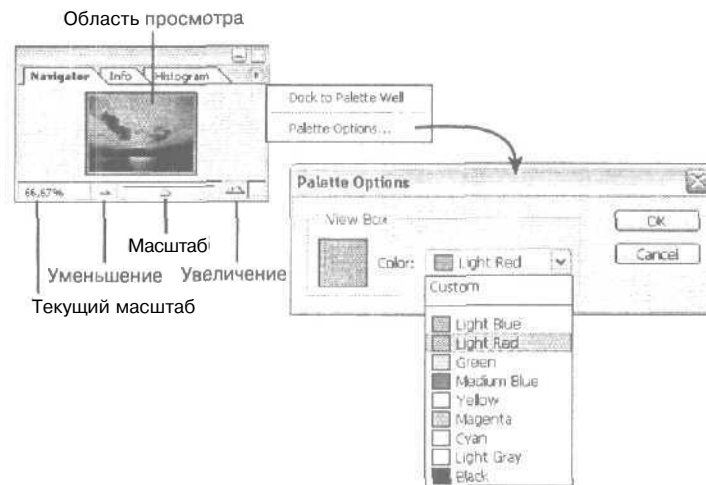 Область просмотра
Navigator Info Histogram
Dock to Palette Well
Palette Options...
66,67%
Масштаб
Уменьшение Увеличение
Текущий масштаб
Palette Options
View Box
Color: Light Red
OK
Cancel
Custom
Light Blue
Light Red
Green
Medium Blue
Yellow
Magenta
Cyan
Light Gray
Black